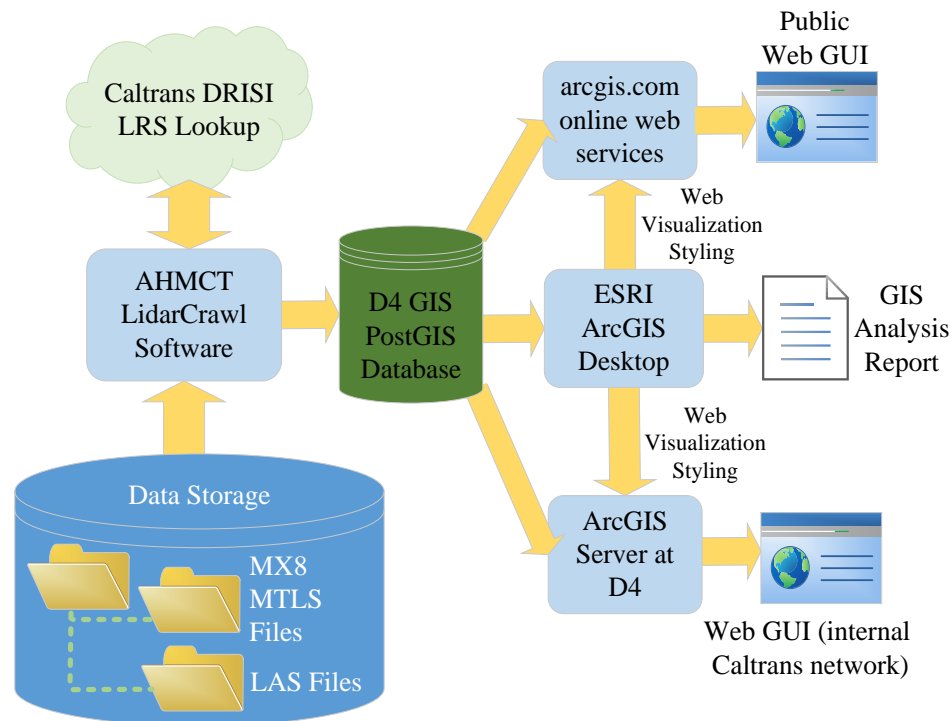 Caltrans DRISI
LRS Lookup
AHMCT
LidarCrawl
Software
Data Storage
MX8
MTLS
Files
LAS Files
D4 GIS
PostGIS
Database
arcgis.com
online web
services
Public
Web GUI
Web
Visualization
Styling
ESRI
ArcGIS
Desktop
GIS
Analysis
Report
Web
Visualization
Styling
ArcGIS
Server at
D4
Web GUI (internal
Caltrans network)